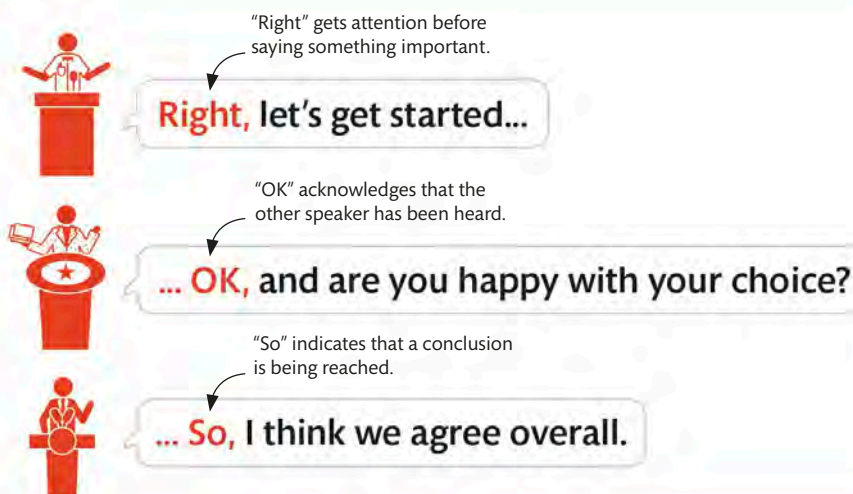 "Right" gets attention before
saying something important.
Right, let's get started...
"OK" acknowledges that the
other speaker has been heard.
... OK, and are you happy with your choice?
"So" indicates that a conclusion
is being reached.
... So, I think we agree overall.